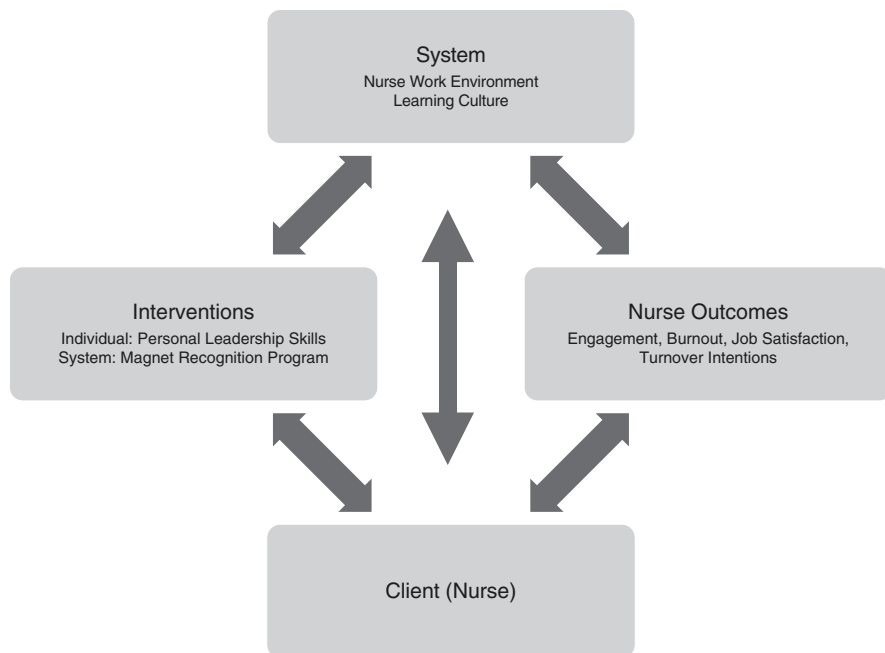 System
Nurse Work Environment
Learning Culture
Interventions
Individual: Personal Leadership Skills
System: Magnet Recognition Program
Nurse Outcomes
Engagement, Burnout, Job Satisfaction,
Turnover Intentions
Client (Nurse)